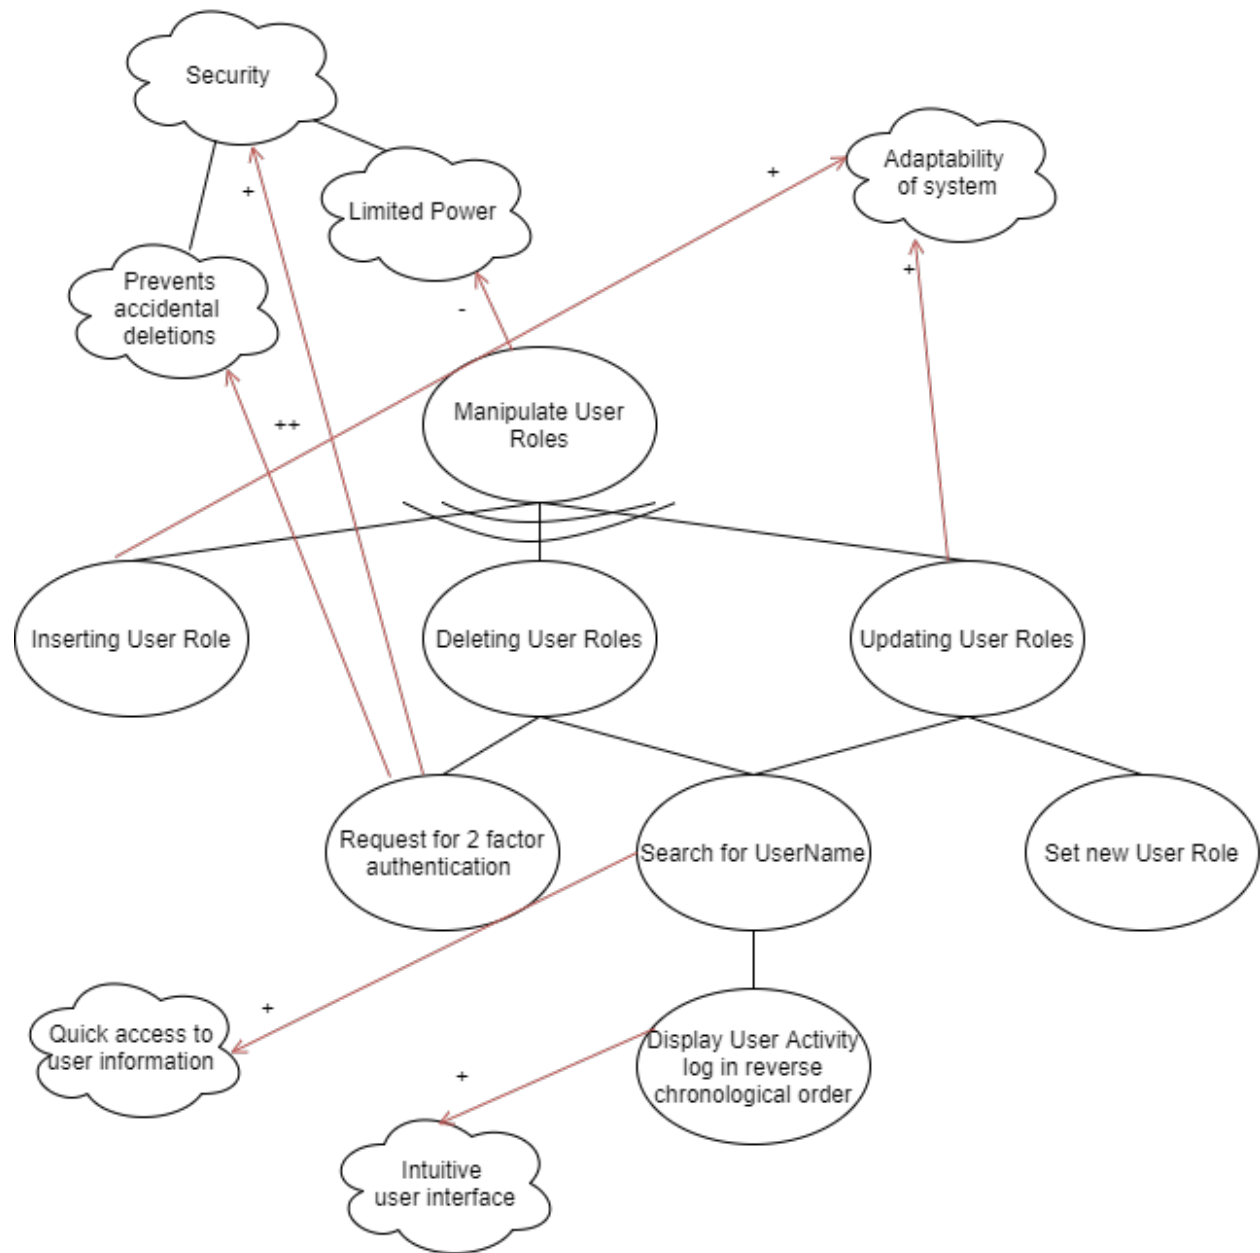 Security
+
Limited Power
+
Adaptability
of system
+
Prevents
accidental
deletions
-
++
Manipulate User
Roles
Inserting User Role
Deleting User Roles
Updating User Roles
Request for 2 factor
authentication
Search for UserName
Set new User Role
+
Quick access to
user information
Display User Activity
log in reverse
chronological order
+
Intuitive
user interface